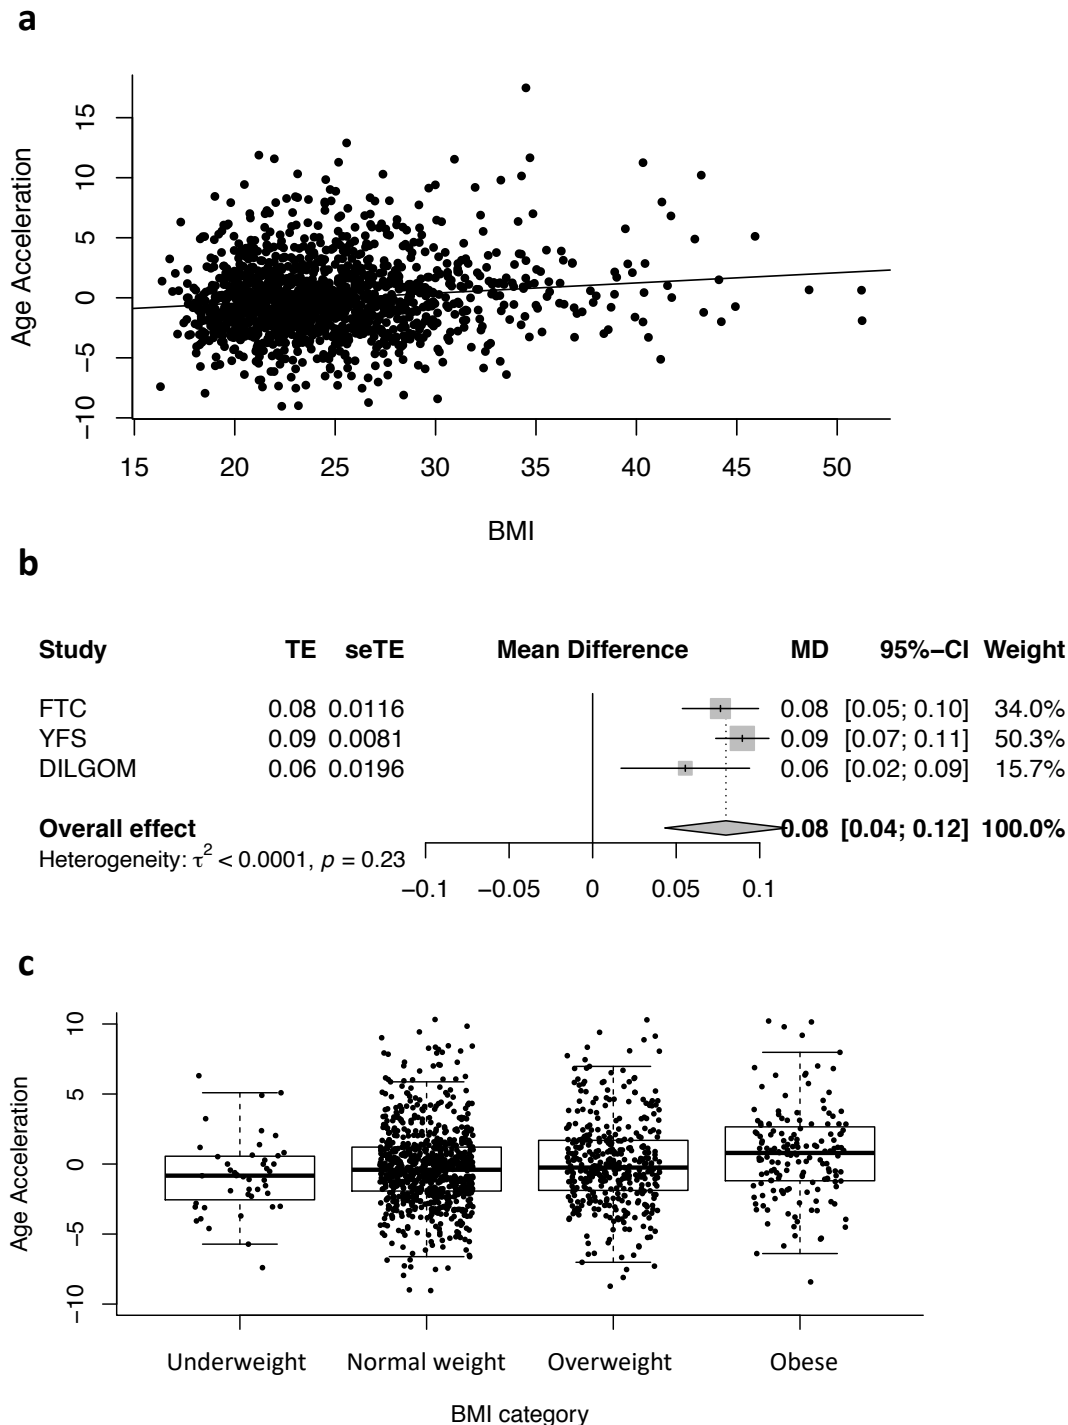 a
Age Acceleration
15
10
5
0
−5
−10
15 20 25 30 35 40 45 50
BMI
b
Study TE seTE Mean Difference MD 95%−CI Weight
FTC 0.08 0.0116 0.08 [0.05; 0.10] 34.0%
YFS 0.09 0.0081 0.09 [0.07; 0.11] 50.3%
DILGOM 0.06 0.0196 0.06 [0.02; 0.09] 15.7%
Overall effect 0.08 [0.04; 0.12] 100.0%
Heterogeneity: τ² < 0.0001, p = 0.23
−0.1 −0.05 0 0.05 0.1
c
Age Acceleration
10
5
0
−5
−10
Underweight Normal weight Overweight Obese
BMI category